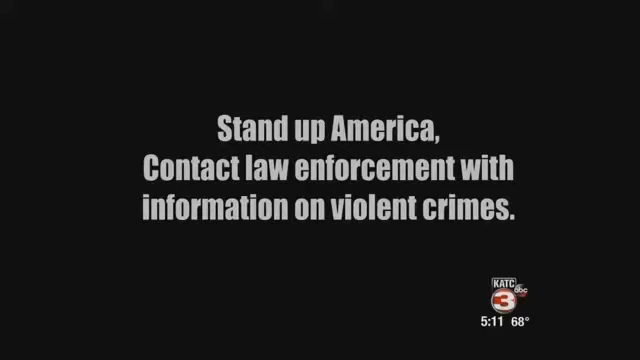 Stand up America,
Contact law enforcement with
information on violent crimes.
KATC
3
abc
5:11 68°